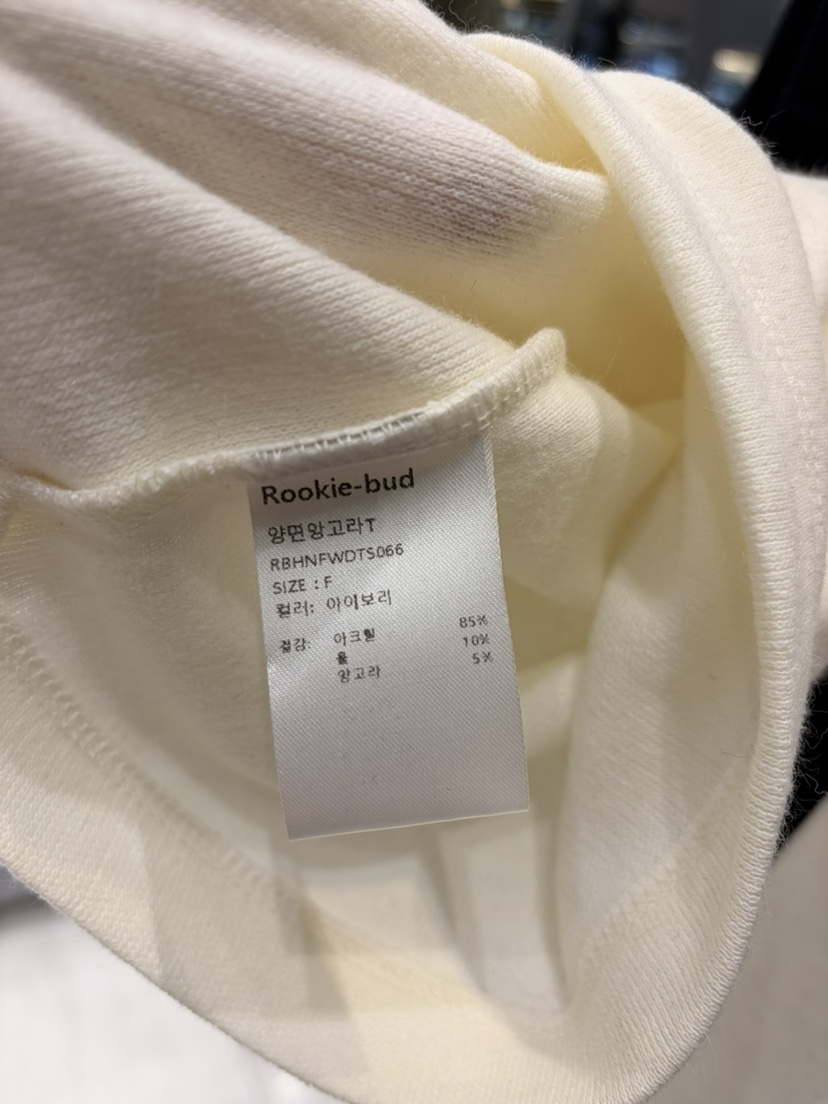 Rookie-bud
양면앙고라T
RBHNFWDTS066
SIZE : F
컬러: 아이보리
겉감: 아크릴 85%
울 10%
앙고라 5%